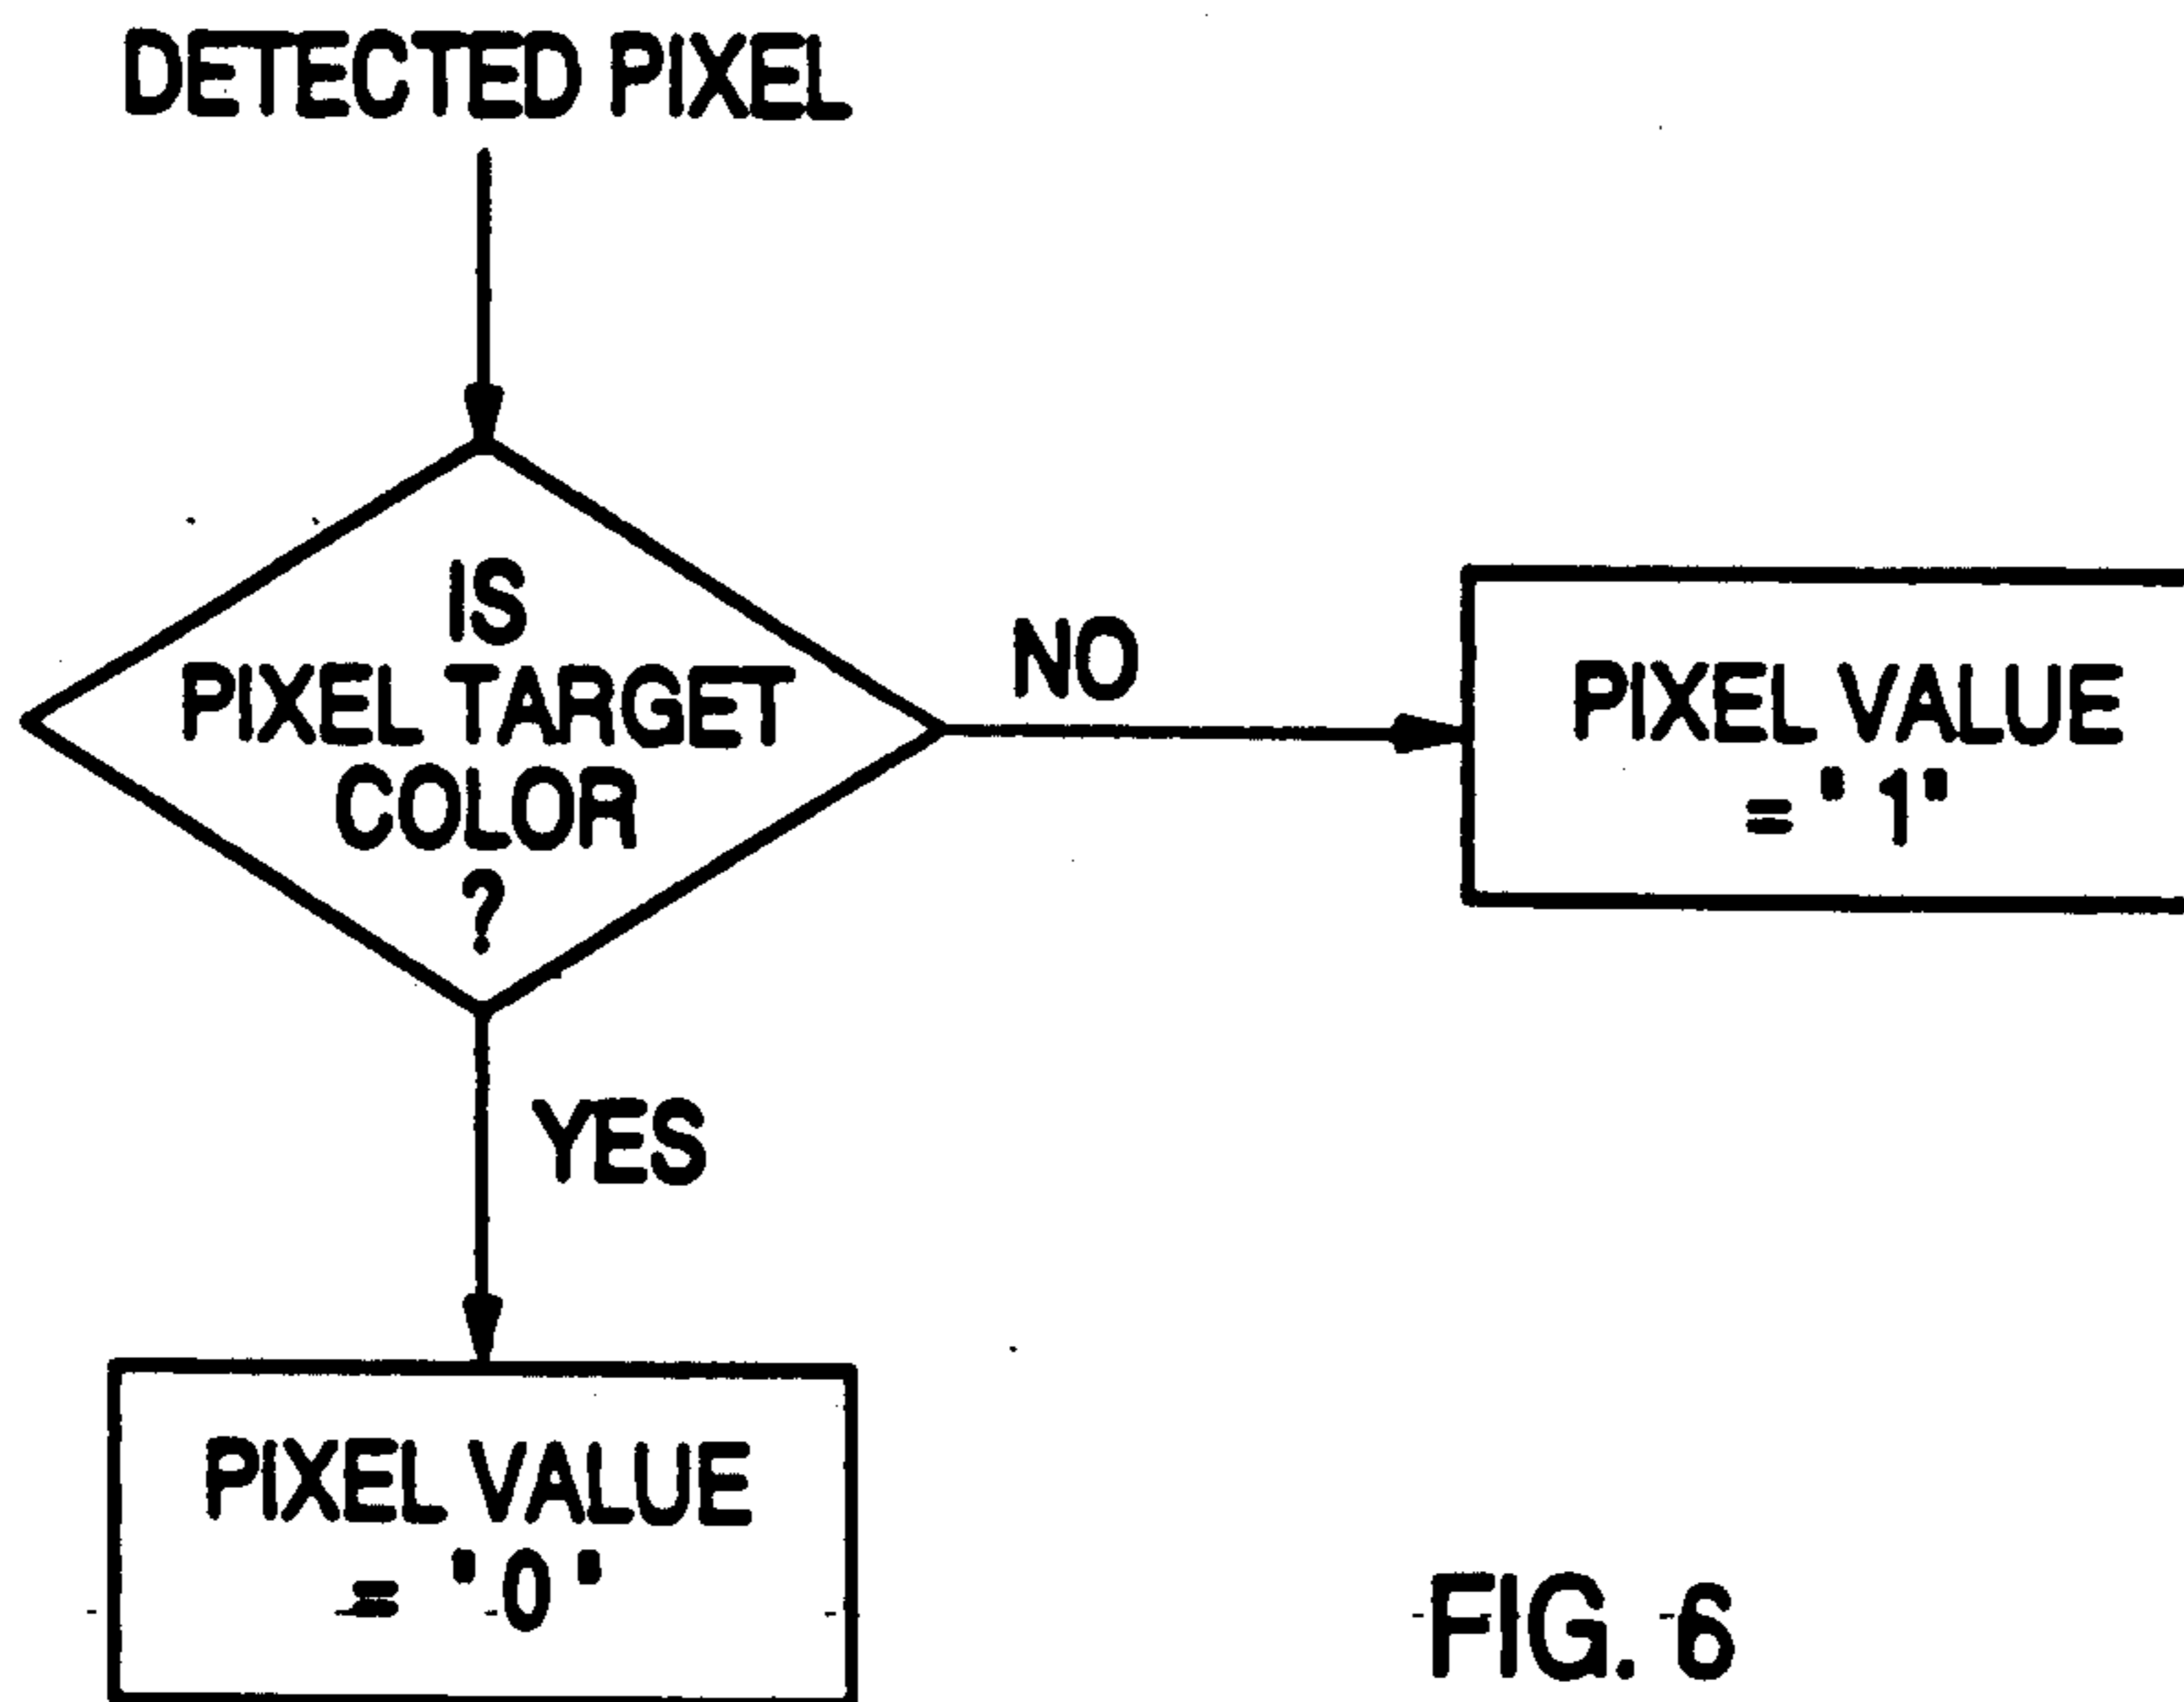 DETECTED PIXEL
IS
PIXEL TARGET
COLOR
?
NO
PIXEL VALUE
= " 1"
YES
PIXEL VALUE
= " 0 "
FIG. 6